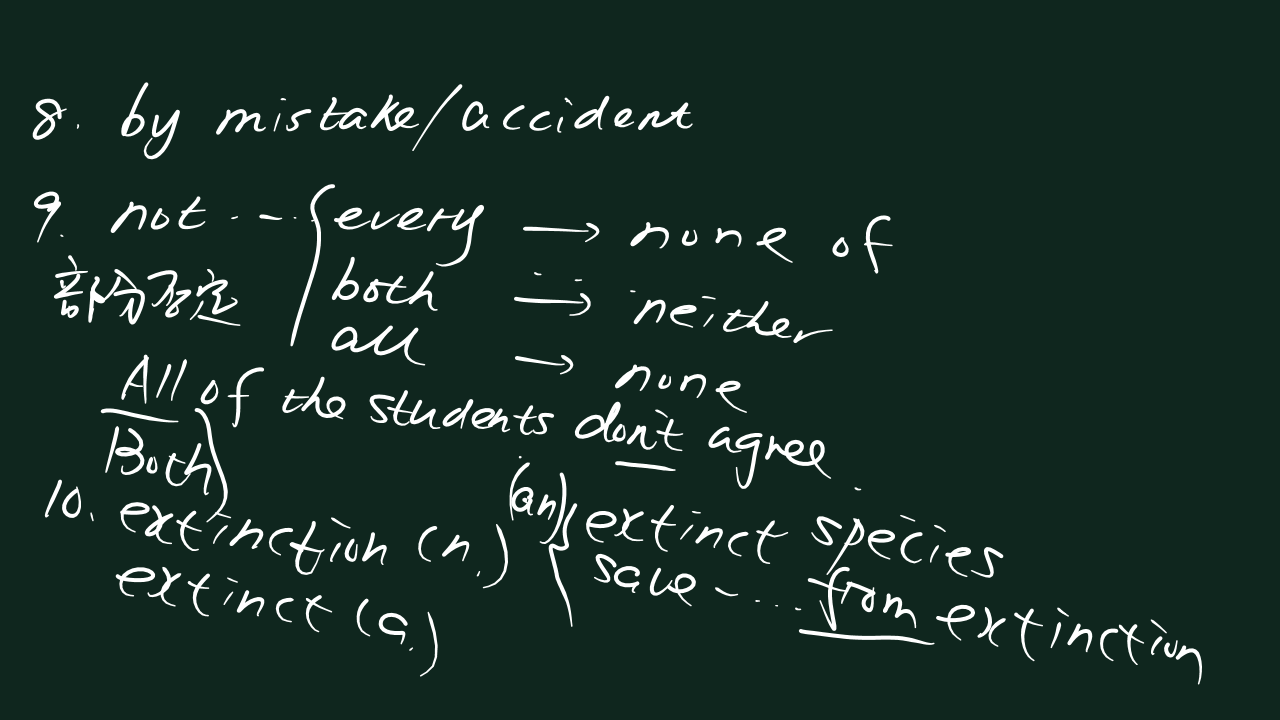 8. by mistake/accident
9. not ... { every → none of
部分否定 both → neither
all → none
All of the students don't agree.
Both
10. extinction (n.) (an) { extinct species
extinct (a.) save ... from extinction